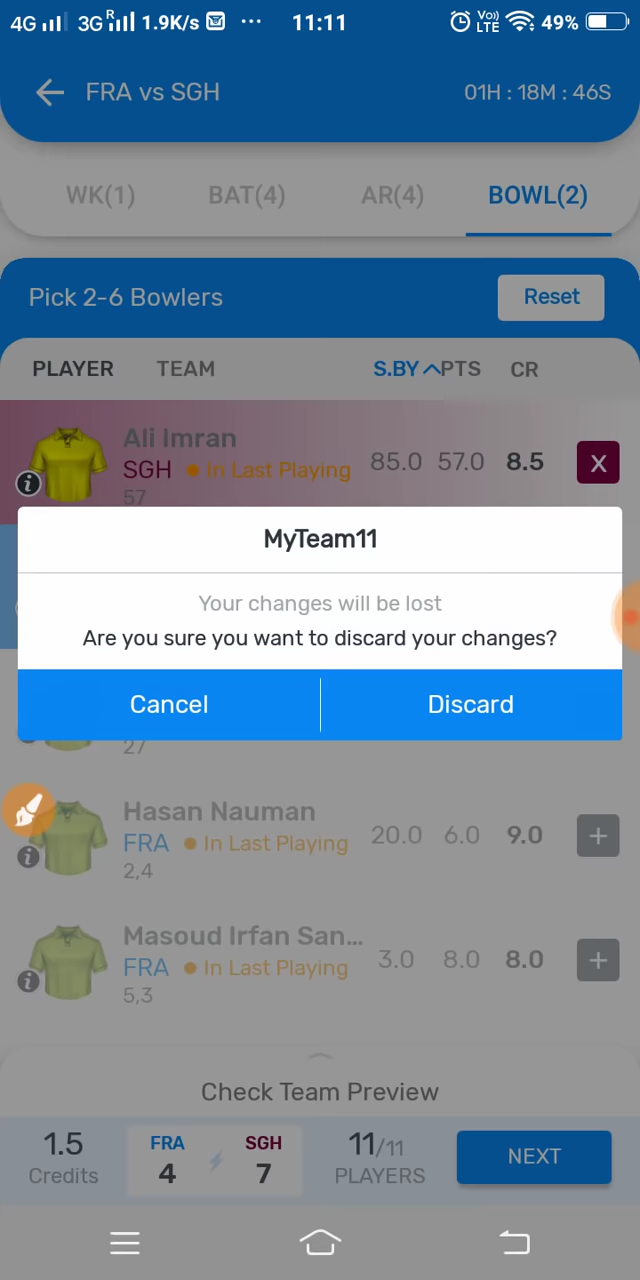 4G 3G R 1.9K/s ... 11:11 Vo) LTE 49%
FRA vs SGH 01H : 18M : 46S
WK(1) BAT(4) AR(4) BOWL(2)
Pick 2-6 Bowlers Reset
PLAYER TEAM S.BY PTS CR
Ali Imran
SGH In Last Playing 85.0 57.0 8.5 X
57
MyTeam11
Your changes will be lost
Are you sure you want to discard your changes?
Cancel Discard
27
Hasan Nauman
FRA In Last Playing 20.0 6.0 9.0 +
2,4
Masoud Irfan San...
FRA In Last Playing 3.0 8.0 8.0 +
5,3
Check Team Preview
1.5 FRA SGH 11/11 NEXT
Credits 4 7 PLAYERS